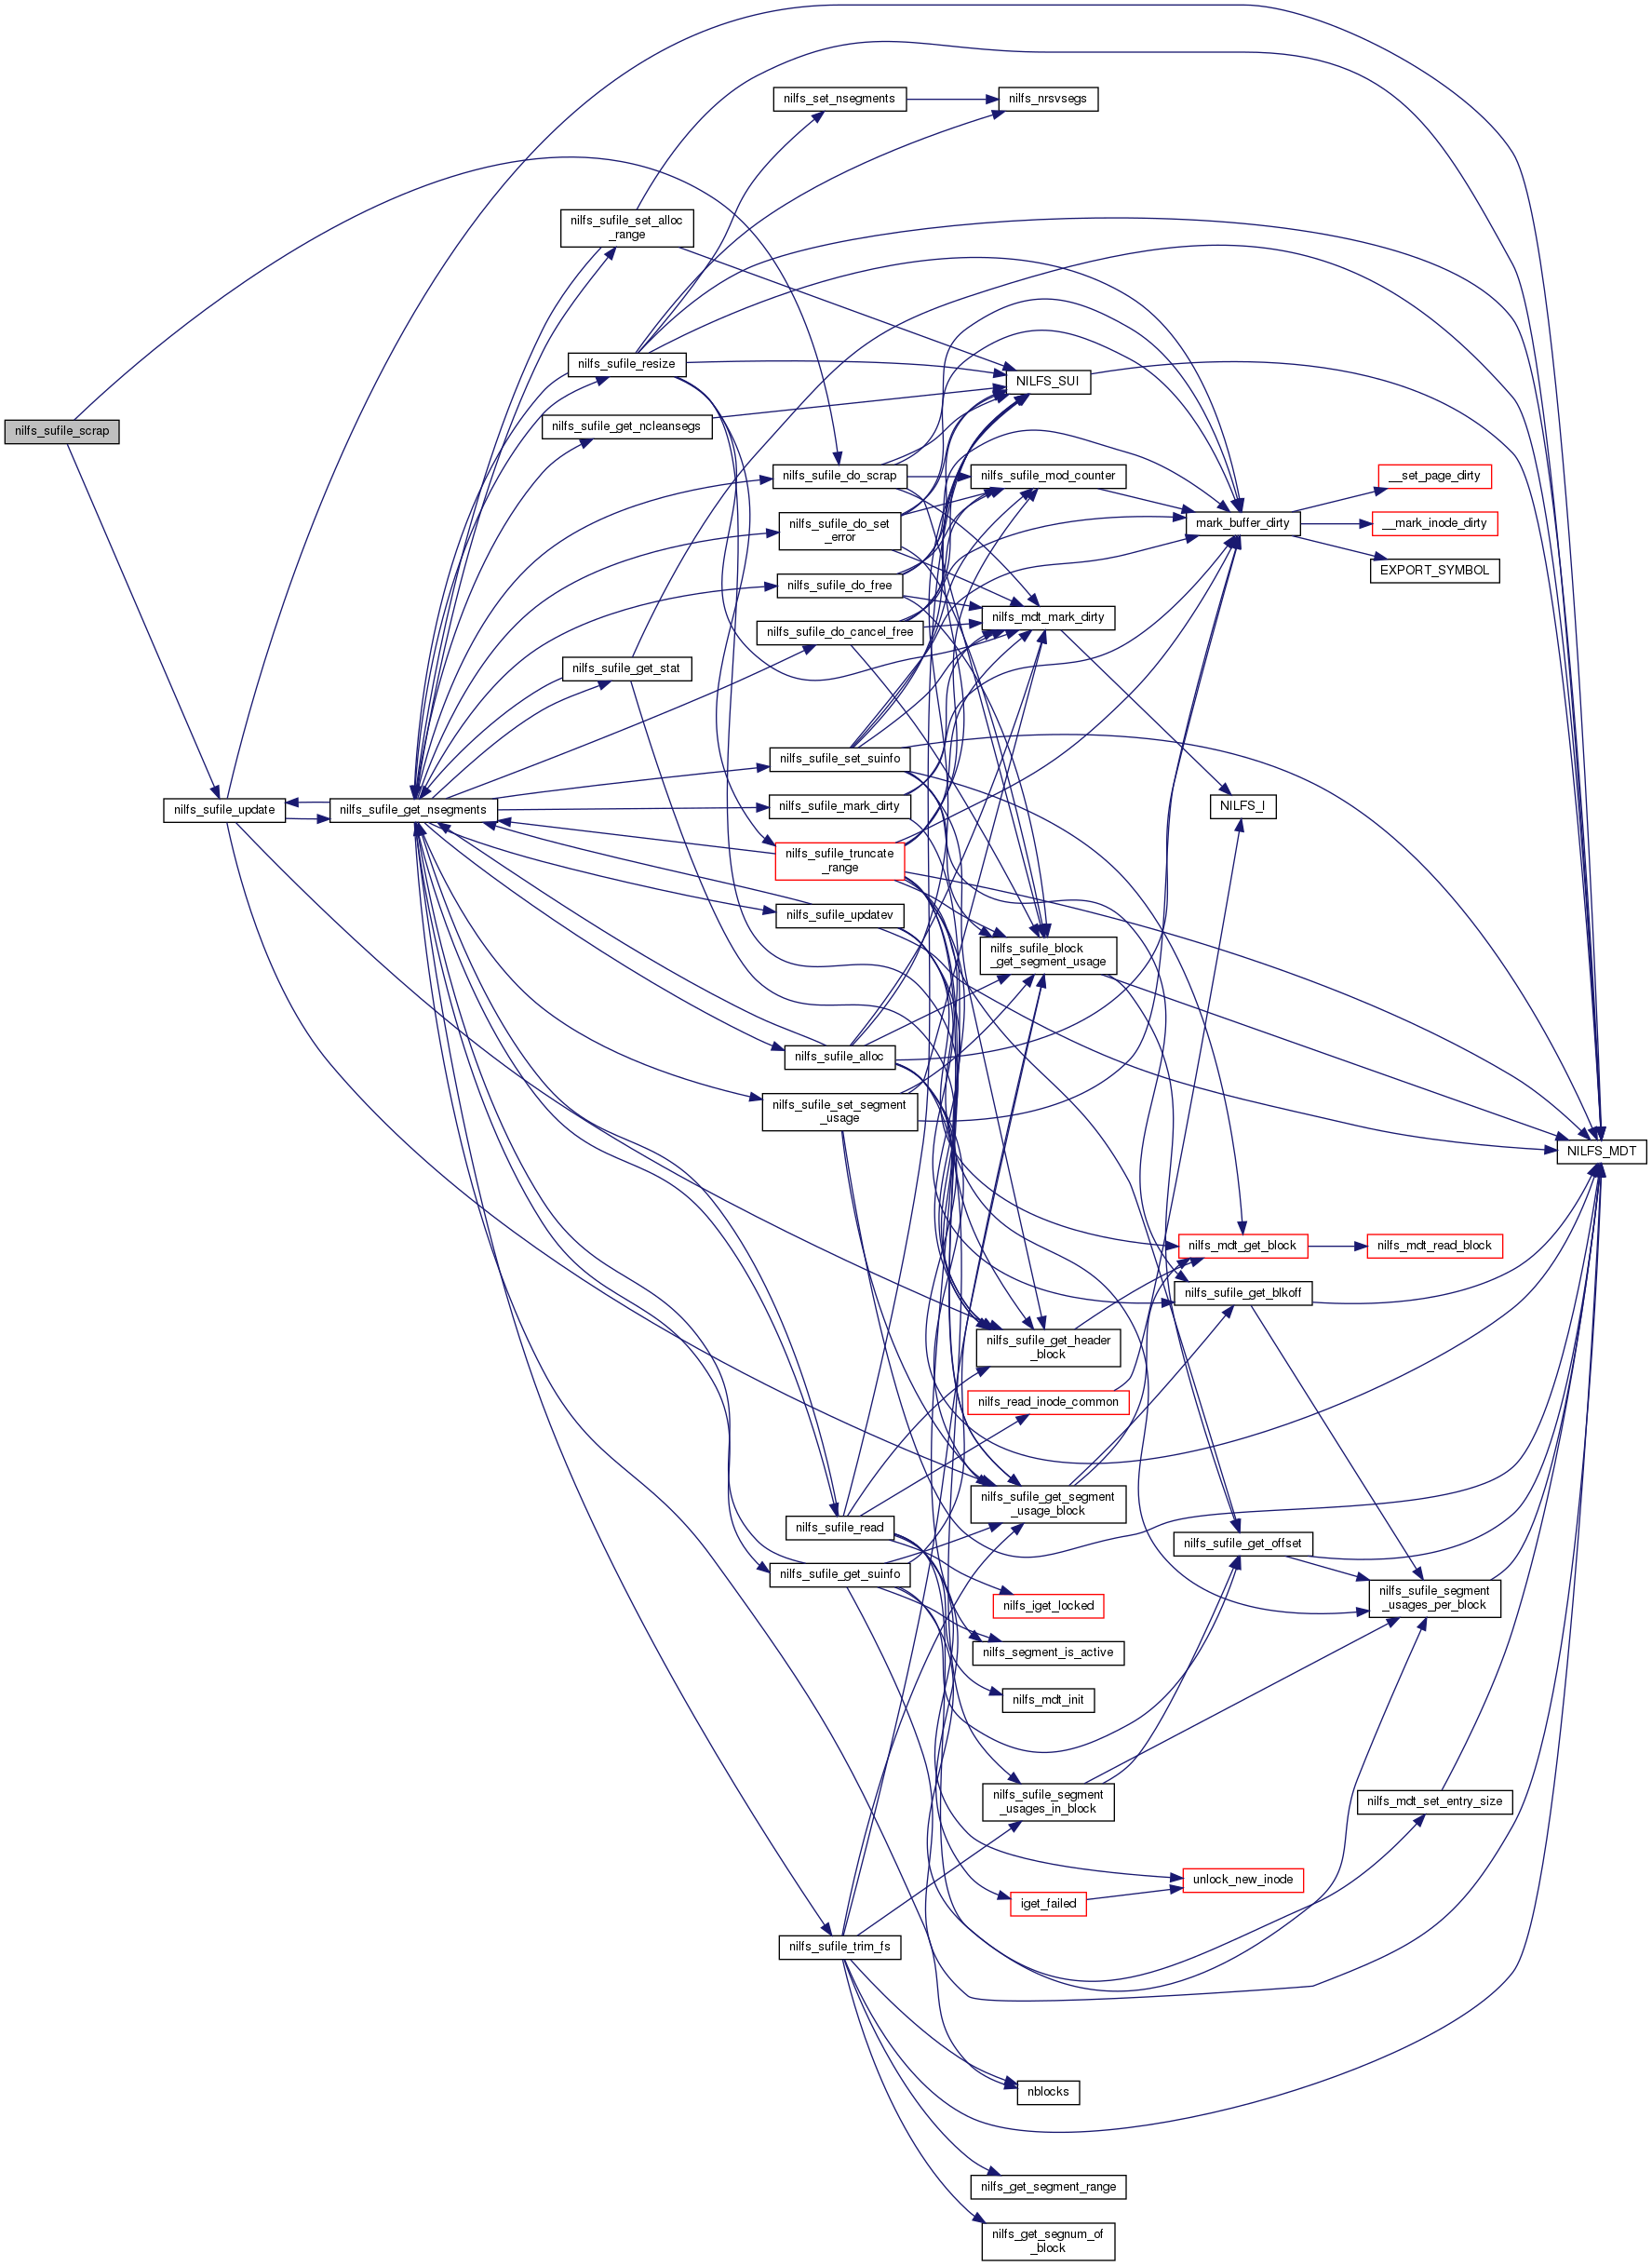 nilfs_set_nsegments
nilfs_nrsvsegs
nilfs_sufile_set_alloc
_range
nilfs_sufile_resize
NILFS_SUI
nilfs_sufile_scrap
nilfs_sufile_get_ncleansegs
nilfs_sufile_do_scrap
nilfs_sufile_mod_counter
__set_page_dirty
nilfs_sufile_do_set
_error
mark_buffer_dirty
__mark_inode_dirty
EXPORT_SYMBOL
nilfs_sufile_do_free
nilfs_mdt_mark_dirty
nilfs_sufile_do_cancel_free
nilfs_sufile_get_stat
nilfs_sufile_set_suinfo
nilfs_sufile_update
nilfs_sufile_get_nsegments
nilfs_sufile_mark_dirty
NILFS_I
nilfs_sufile_truncate
_range
nilfs_sufile_updatev
nilfs_sufile_block
_get_segment_usage
nilfs_sufile_alloc
nilfs_sufile_set_segment
_usage
NILFS_MDT
nilfs_mdt_get_block
nilfs_mdt_read_block
nilfs_sufile_get_blkoff
nilfs_sufile_get_header
_block
nilfs_read_inode_common
nilfs_sufile_get_segment
_usage_block
nilfs_sufile_read
nilfs_sufile_get_offset
nilfs_sufile_get_suinfo
nilfs_sufile_segment
_usages_per_block
nilfs_iget_locked
nilfs_segment_is_active
nilfs_mdt_init
nilfs_sufile_segment
_usages_in_block
nilfs_mdt_set_entry_size
unlock_new_inode
iget_failed
nilfs_sufile_trim_fs
nblocks
nilfs_get_segment_range
nilfs_get_segnum_of
_block